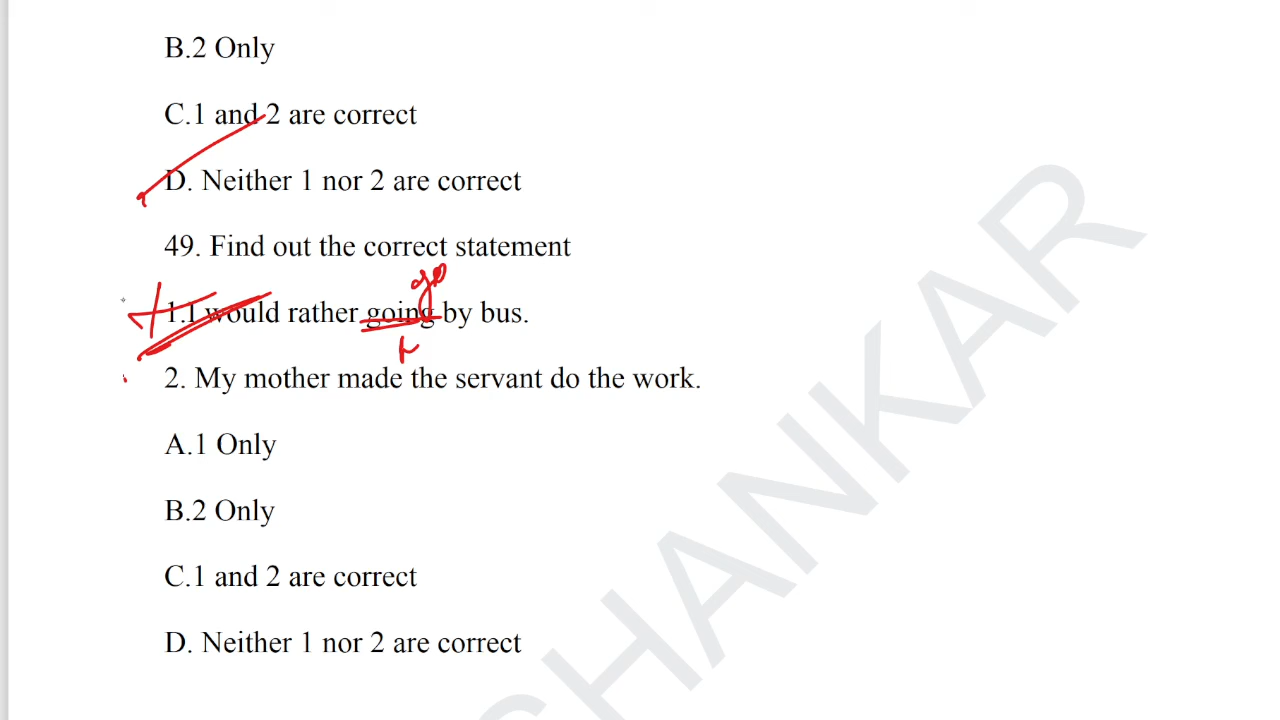 B.2 Only
C.1 and 2 are correct
D. Neither 1 nor 2 are correct
49. Find out the correct statement
go
1.I would rather going by bus.
2. My mother made the servant do the work.
A.1 Only
B.2 Only
C.1 and 2 are correct
D. Neither 1 nor 2 are correct
HANKAR